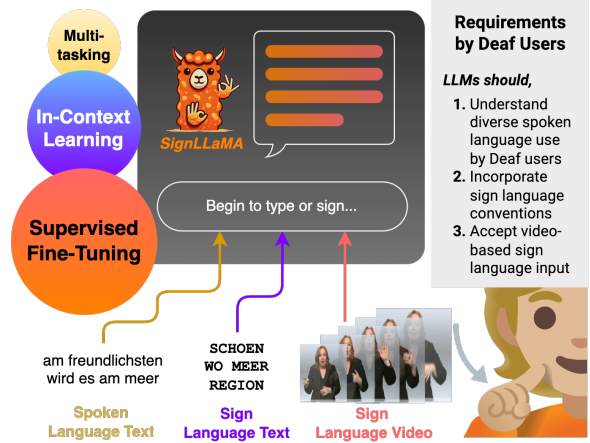 Multi-
tasking
In-Context
Learning
Supervised
Fine-Tuning
SignLLaMA
Begin to type or sign...
Requirements
by Deaf Users
LLMs should,
1. Understand
diverse spoken
language use
by Deaf users
2. Incorporate
sign language
conventions
3. Accept video-
based sign
language input
am freundlichsten
wird es am meer
Spoken
Language Text
SCHOEN
WO MEER
REGION
Sign
Language Text
Sign
Language Video